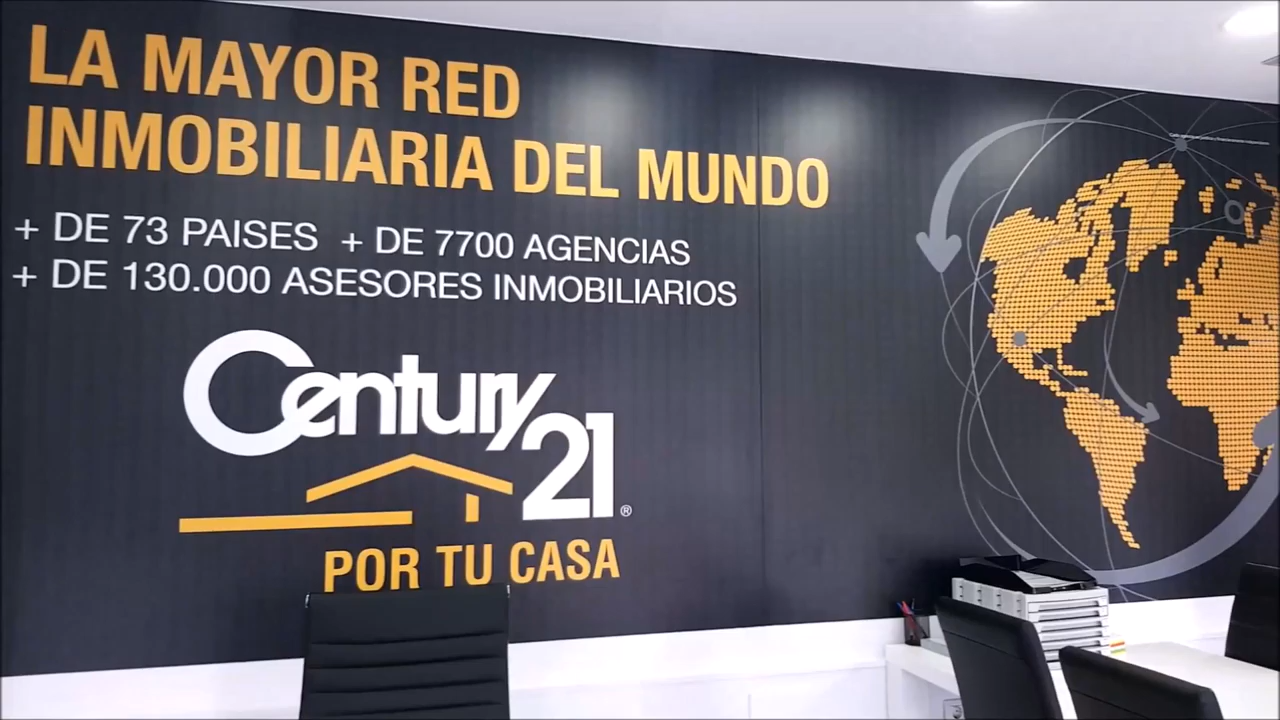 LA MAYOR RED
INMOBILIARIA DEL MUNDO
+ DE 73 PAISES + DE 7700 AGENCIAS
+ DE 130.000 ASESORES INMOBILIARIOS
Century
21®
POR TU CASA